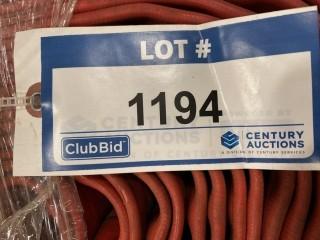 LOT #
1194
ClubBid
CENTURY
AUCTIONS
A DIVISION OF CENTURY SERVICES